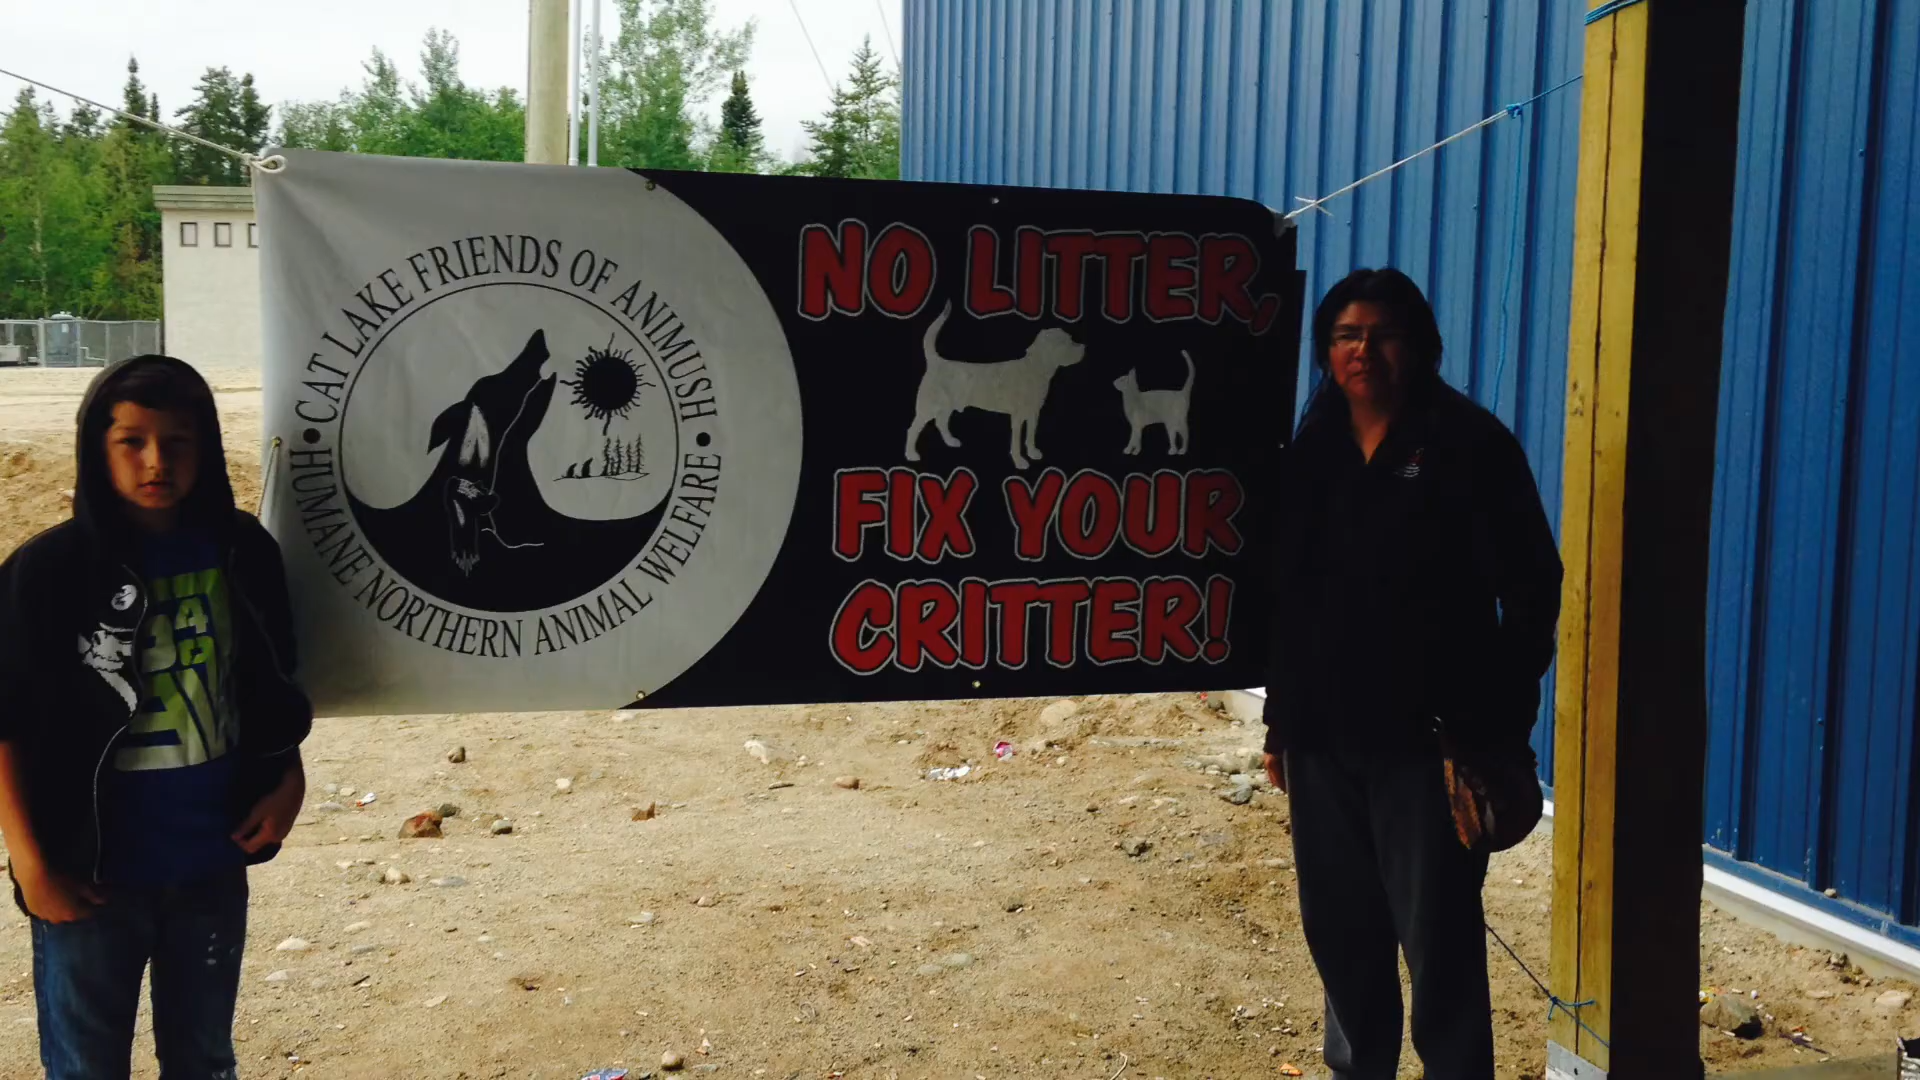 CAT LAKE FRIENDS OF ANIMUSH
HUMANE NORTHERN ANIMAL WELFARE
NO LITTER,
FIX YOUR
CRITTER!